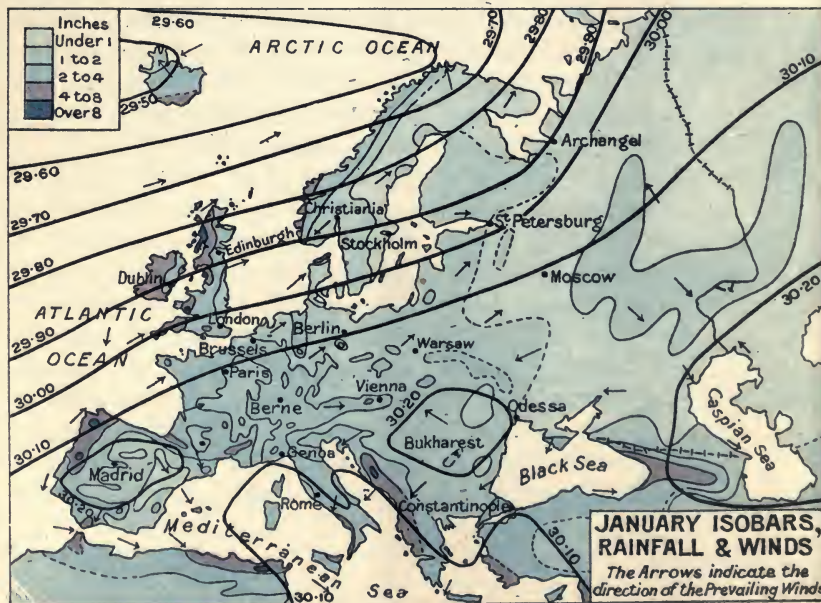 Inches
Under 1
1 to 2
2 to 4
4 to 8
Over 8
29·60
29·50
ARCTIC OCEAN
29·70
29·80
29·90
30·00
30·10
29·60
29·70
29·80
29·90
30·00
30·10
Archangel
Christiania
Stockholm
St Petersburg
Edinburgh
Dublin
Moscow
ATLANTIC
OCEAN
London
Berlin
Brussels
Warsaw
Paris
Vienna
Berne
30·20
Odessa
Bukharest
30·20
Caspian Sea
Genoa
Madrid
30·20
Black Sea
Rome
Constantinople
Mediterranean
Sea
30·10
30·10
JANUARY ISOBARS,
RAINFALL & WINDS
The Arrows indicate the
direction of the Prevailing Winds